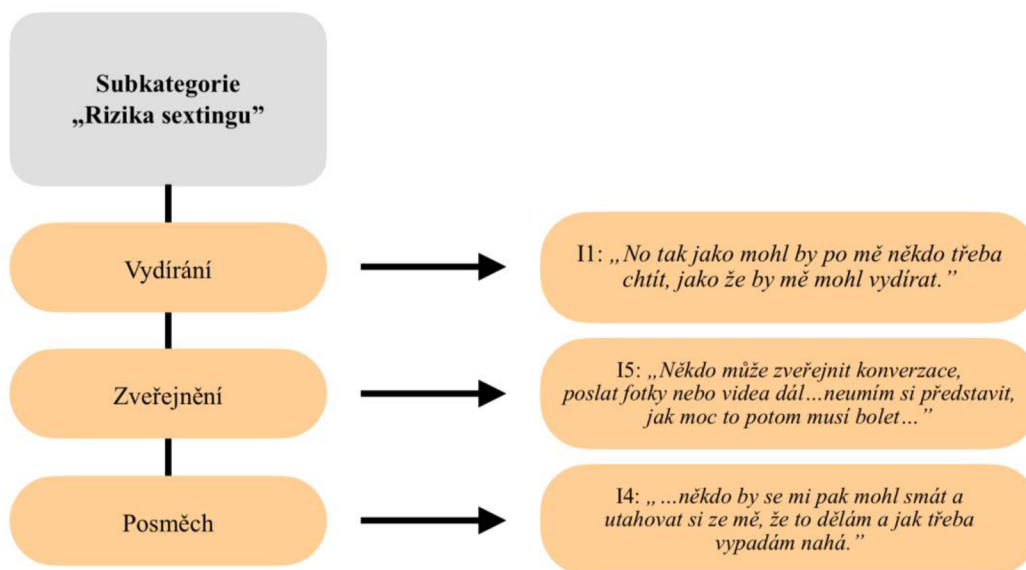 Subkategorie
„Rizika sextingu”
Vydírání
I1: „No tak jako mohl by po mě někdo třeba
chtít, jako že by mě mohl vydírat.”
Zveřejnění
I5: „Někdo může zveřejnit konverzace,
poslat fotky nebo videa dál…neumím si představit,
jak moc to potom musí bolet…”
Posměch
I4: „…někdo by se mi pak mohl smát a
utahovat si ze mě, že to dělám a jak třeba
vypadám nahá.”